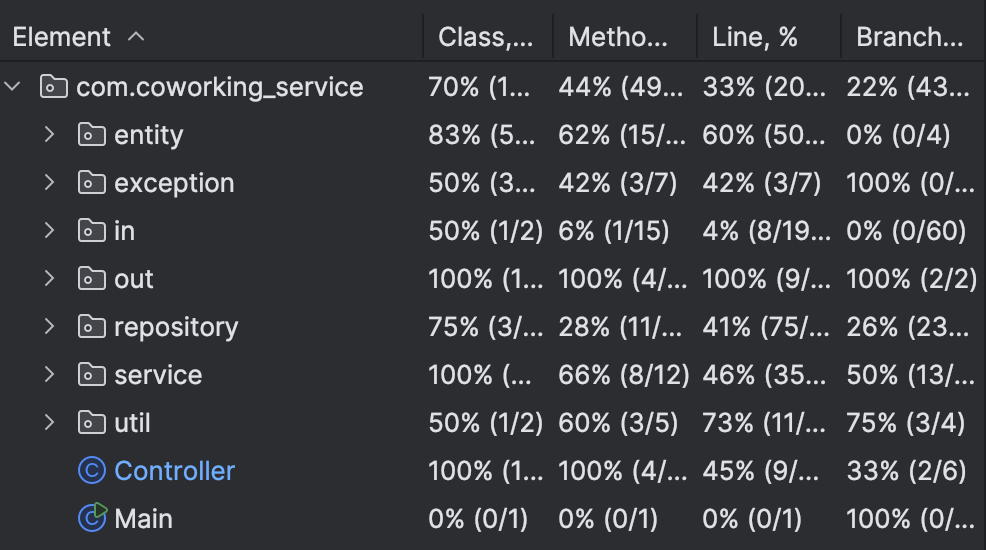 Element Class,... Metho... Line, % Branch...
com.coworking_service 70% (1... 44% (49... 33% (20... 22% (43...
entity 83% (5... 62% (15/... 60% (50... 0% (0/4)
exception 50% (3... 42% (3/7) 42% (3/7) 100% (0/...
in 50% (1/2) 6% (1/15) 4% (8/19... 0% (0/60)
out 100% (1... 100% (4/... 100% (9/... 100% (2/2)
repository 75% (3/... 28% (11/... 41% (75/... 26% (23...
service 100% (... 66% (8/12) 46% (35... 50% (13/...
util 50% (1/2) 60% (3/5) 73% (11/... 75% (3/4)
Controller 100% (1... 100% (4/... 45% (9/... 33% (2/6)
Main 0% (0/1) 0% (0/1) 0% (0/1) 100% (0/...